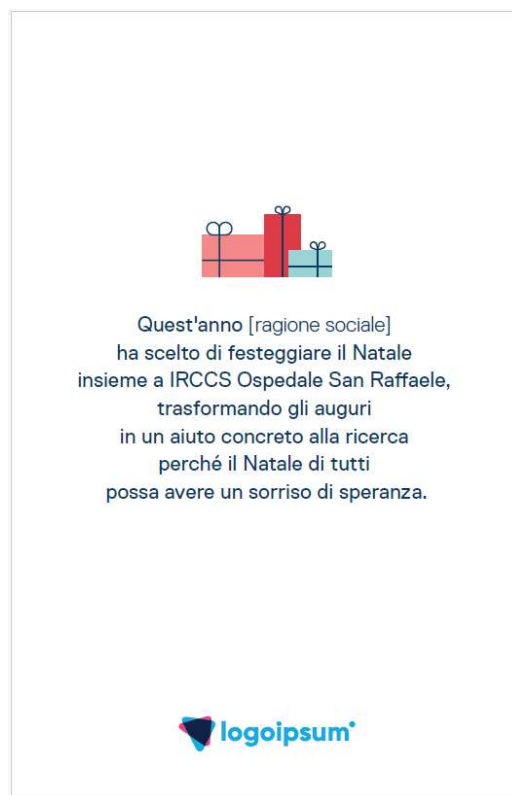 Quest'anno [ragione sociale]
ha scelto di festeggiare il Natale
insieme a IRCCS Ospedale San Raffaele,
trasformando gli auguri
in un aiuto concreto alla ricerca
perché il Natale di tutti
possa avere un sorriso di speranza.
logoipsum